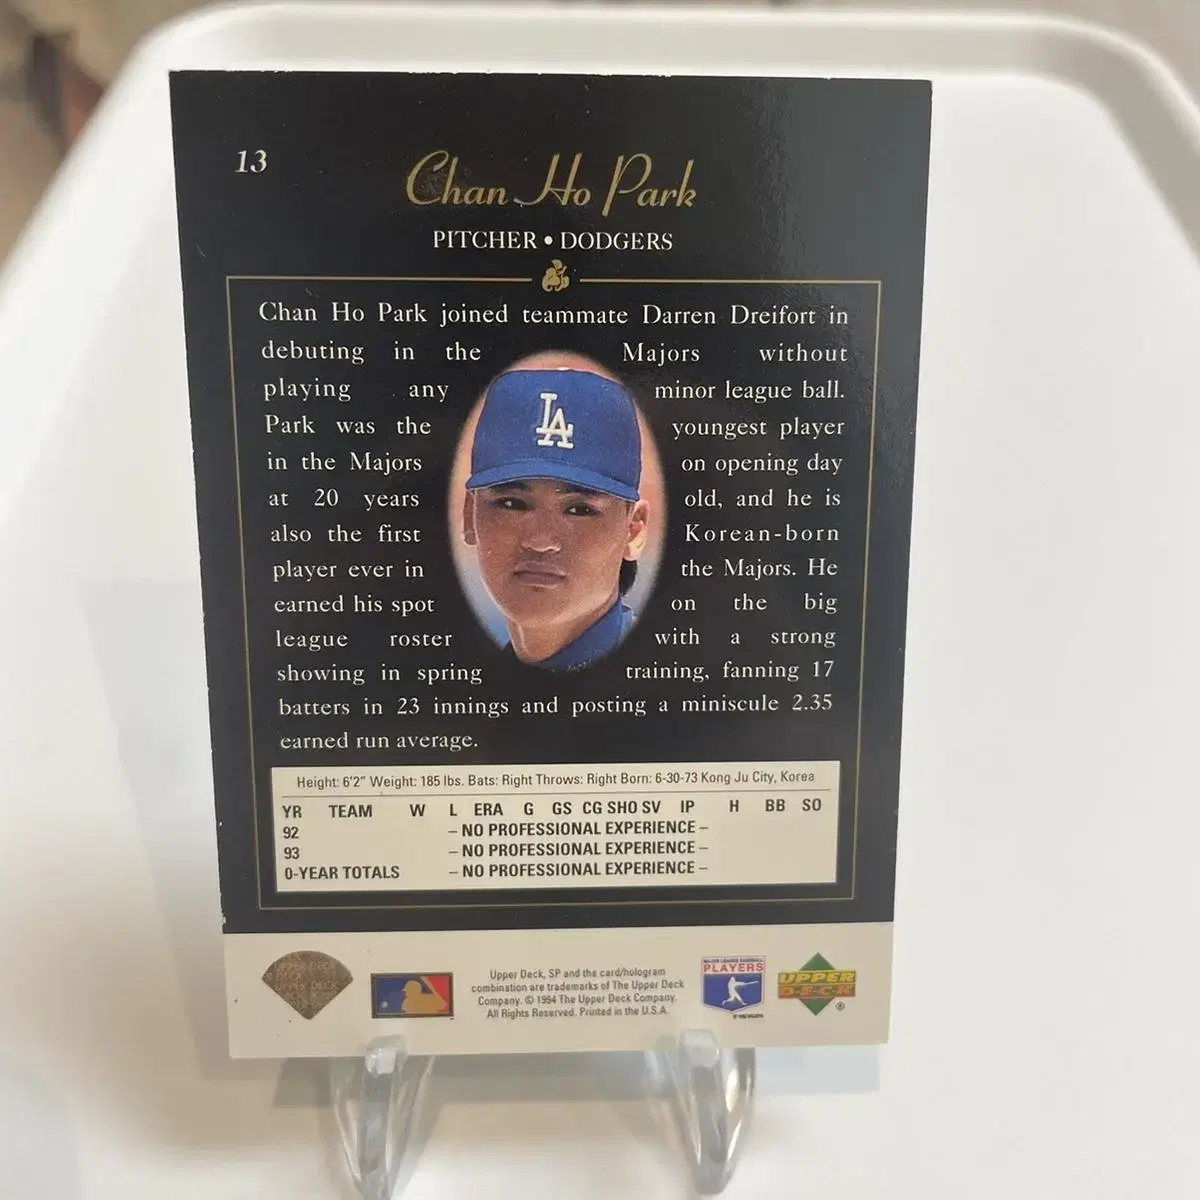 13
Chan Ho Park
PITCHER • DODGERS
Chan Ho Park joined teammate Darren Dreifort in
debuting in the Majors without
playing any minor league ball.
Park was the youngest player
in the Majors on opening day
at 20 years old, and he is
also the first Korean-born
player ever in the Majors. He
earned his spot on the big
league roster with a strong
showing in spring training, fanning 17
batters in 23 innings and posting a miniscule 2.35
earned run average.
Height: 6'2" Weight: 185 lbs. Bats: Right Throws: Right Born: 6-30-73 Kong Ju City, Korea
YR TEAM W L ERA G GS CG SHO SV IP H BB SO
92 – NO PROFESSIONAL EXPERIENCE –
93 – NO PROFESSIONAL EXPERIENCE –
0-YEAR TOTALS – NO PROFESSIONAL EXPERIENCE –
Upper Deck, SP and the card/hologram
combination are trademarks of The Upper Deck
Company. © 1994 The Upper Deck Company.
All Rights Reserved. Printed in the U.S.A.
UPPER DECK
UPPER DECK
MAJOR LEAGUE BASEBALL
PLAYERS
UPPER
DECK
®
LA